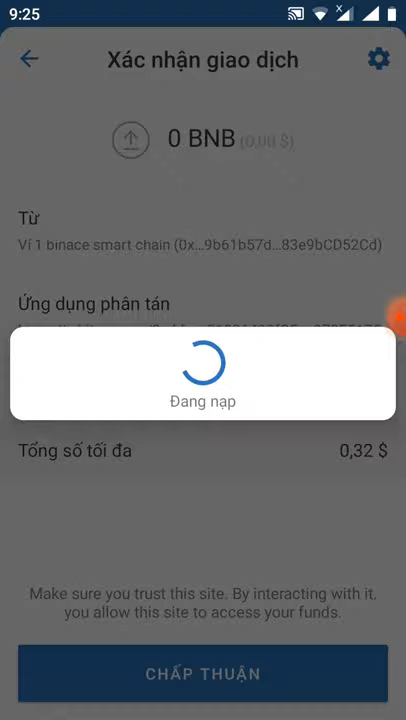 9:25
Xác nhận giao dịch
0 BNB (0,00 $)
Từ
Ví 1 binace smart chain (0x...9b61b57d...83e9bCD52Cd)
Ứng dụng phân tán
Đang nạp
Tổng số tối đa 0,32 $
Make sure you trust this site. By interacting with it,
you allow this site to access your funds.
CHẤP THUẬN